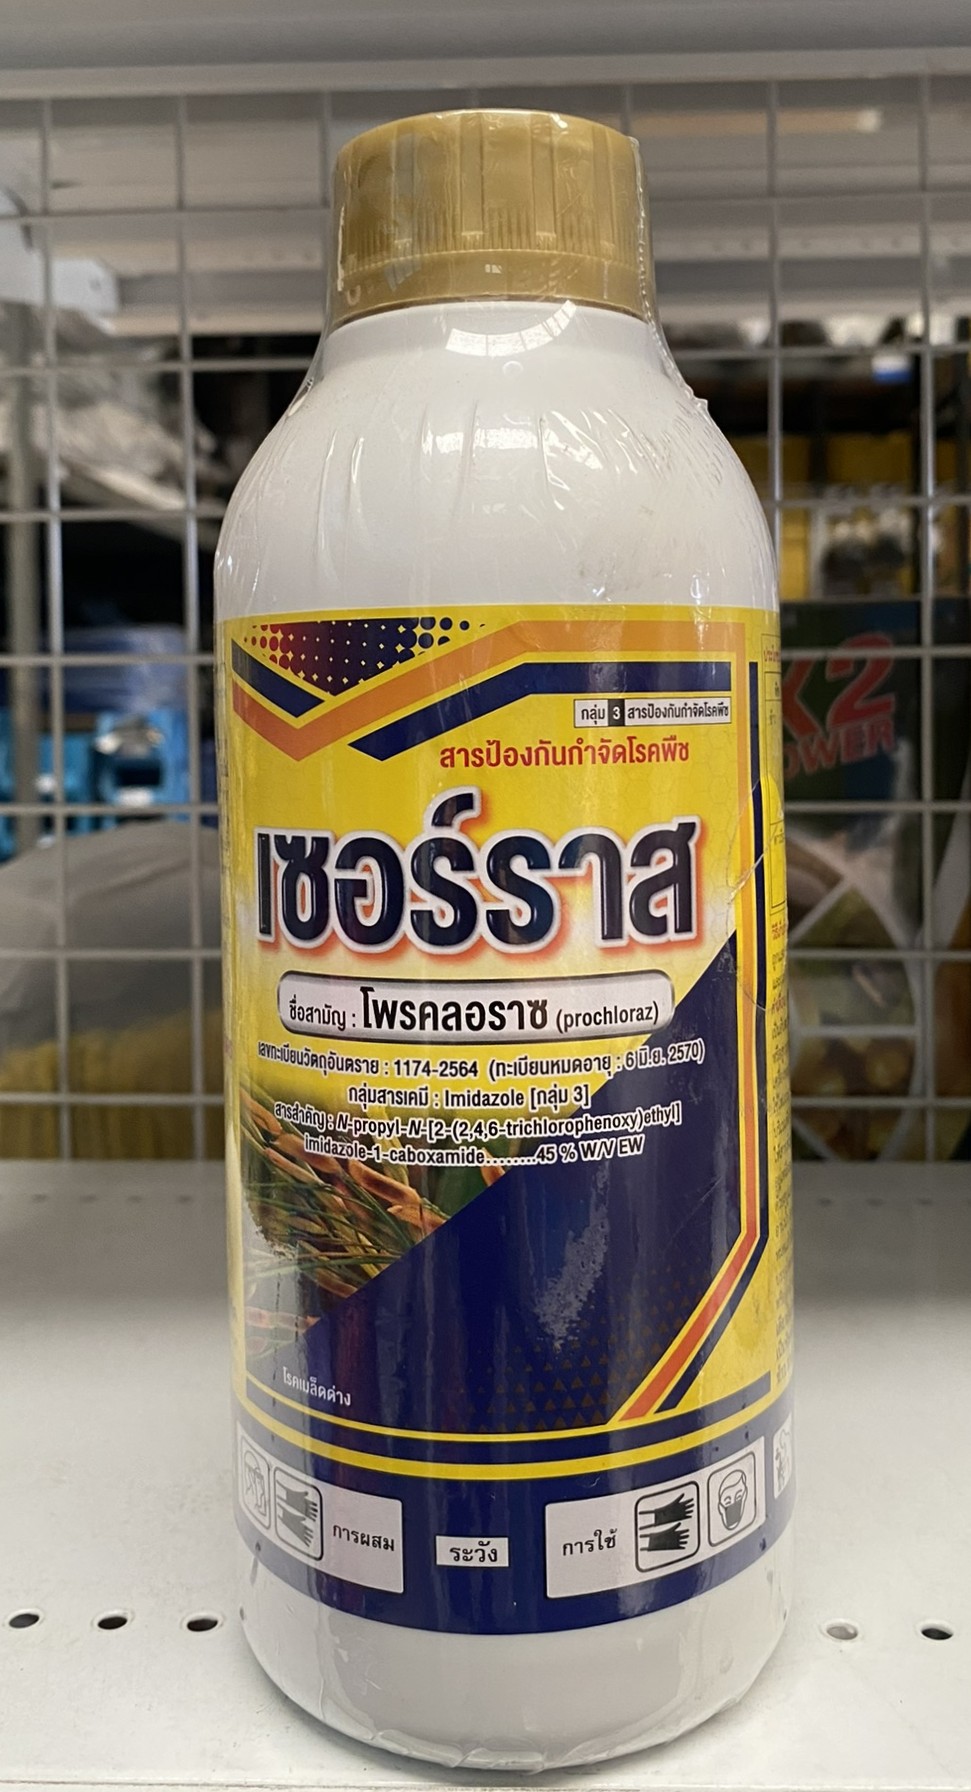 กลุ่ม 3 สารป้องกันกำจัดโรคพืช
สารป้องกันกำจัดโรคพืช
เซอร์ราส
ชื่อสามัญ : โพรคลอราซ (prochloraz)
เลขทะเบียนวัตถุอันตราย : 1174-2564 (ทะเบียนหมดอายุ : 6 มิ.ย. 2570)
กลุ่มสารเคมี : Imidazole [กลุ่ม 3]
สารสำคัญ : N-propyl-N-[2-(2,4,6-trichlorophenoxy)ethyl]
imidazole-1-caboxamide........45 % W/V EW
โรคเมล็ดด่าง
การผสม
ระวัง
การใช้
K2
POWER